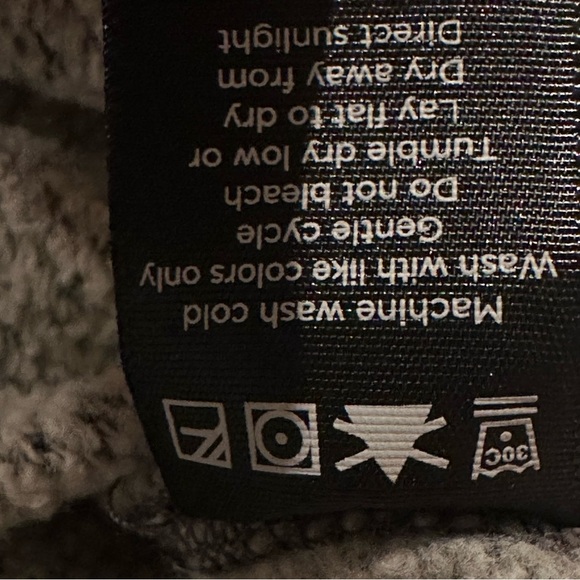 30C
Machine wash cold
Wash with like colors only
Gentle cycle
Do not bleach
Tumble dry low or
Lay flat to dry
Dry away from
Direct sunlight